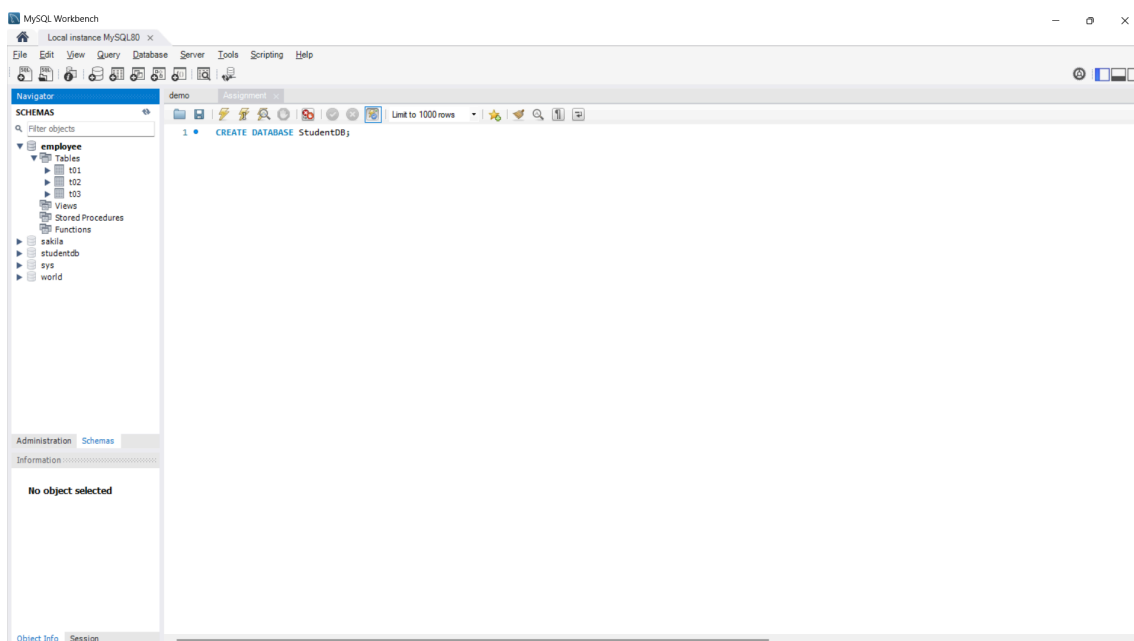 MySQL Workbench
Local instance MySQL80
File Edit View Query Database Server Tools Scripting Help
Navigator
SCHEMAS
Filter objects
employee
Tables
t01
t02
t03
Views
Stored Procedures
Functions
sakila
studentdb
sys
world
Administration Schemas
Information
No object selected
Object Info Session
demo Assignment
Limit to 1000 rows
1 CREATE DATABASE StudentDB;